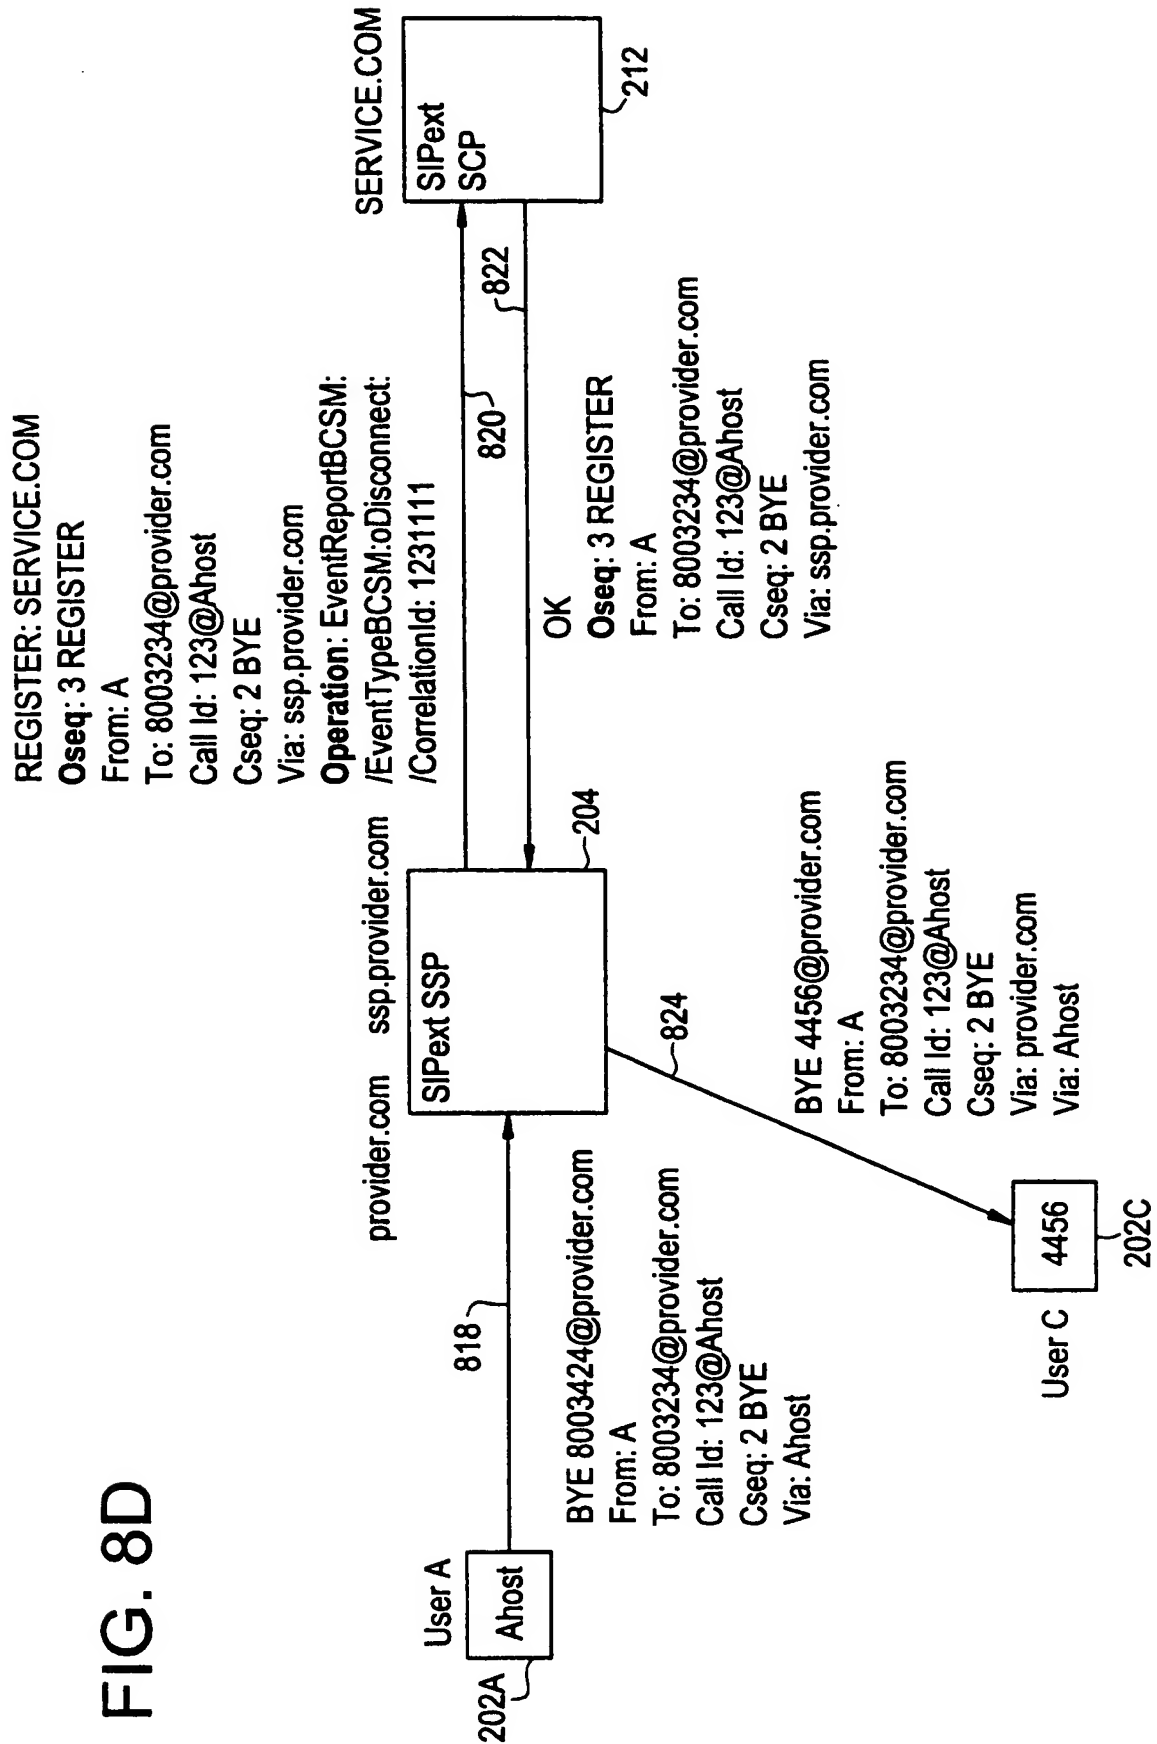 FIG. 8D
User A
Ahost
202A
818
BYE 8003424@provider.com
From: A
To: 8003234@provider.com
Call Id: 123@Ahost
Cseq: 2 BYE
Via: Ahost
provider.com
ssp.provider.com
SIPext SSP
204
REGISTER: SERVICE.COM
Oseq: 3 REGISTER
From: A
To: 8003234@provider.com
Call Id: 123@Ahost
Cseq: 2 BYE
Via: ssp.provider.com
Operation: EventReportBCSM:
/EventTypeBCSM:oDisconnect:
/CorrelationId: 1231111
820
822
OK
Oseq: 3 REGISTER
From: A
To: 8003234@provider.com
Call Id: 123@Ahost
Cseq: 2 BYE
Via: ssp.provider.com
SERVICE.COM
SIPext
SCP
212
824
BYE 4456@provider.com
From: A
To: 8003234@provider.com
Call Id: 123@Ahost
Cseq: 2 BYE
Via: provider.com
Via: Ahost
User C
4456
202C